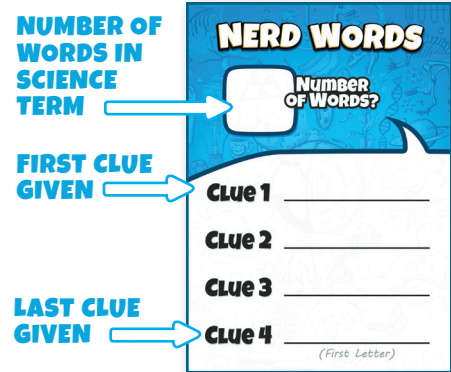 NUMBER OF
WORDS IN
SCIENCE
TERM
NERD WORDS
NUMBER
OF WORDS?
FIRST CLUE
GIVEN
CLUE 1
CLUE 2
CLUE 3
LAST CLUE
GIVEN
CLUE 4
(First Letter)